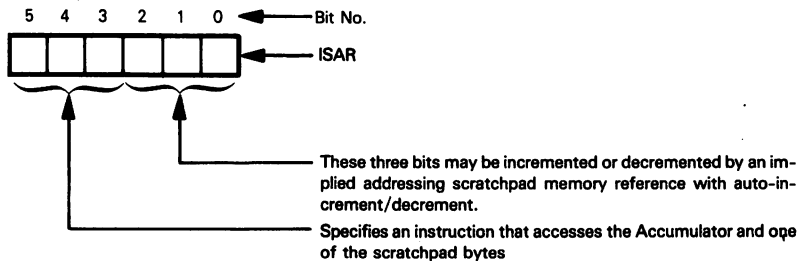 5 4 3 2 1 0 Bit No.
ISAR
These three bits may be incremented or decremented by an im-
plied addressing scratchpad memory reference with auto-in-
crement/decrement.
Specifies an instruction that accesses the Accumulator and one
of the scratchpad bytes